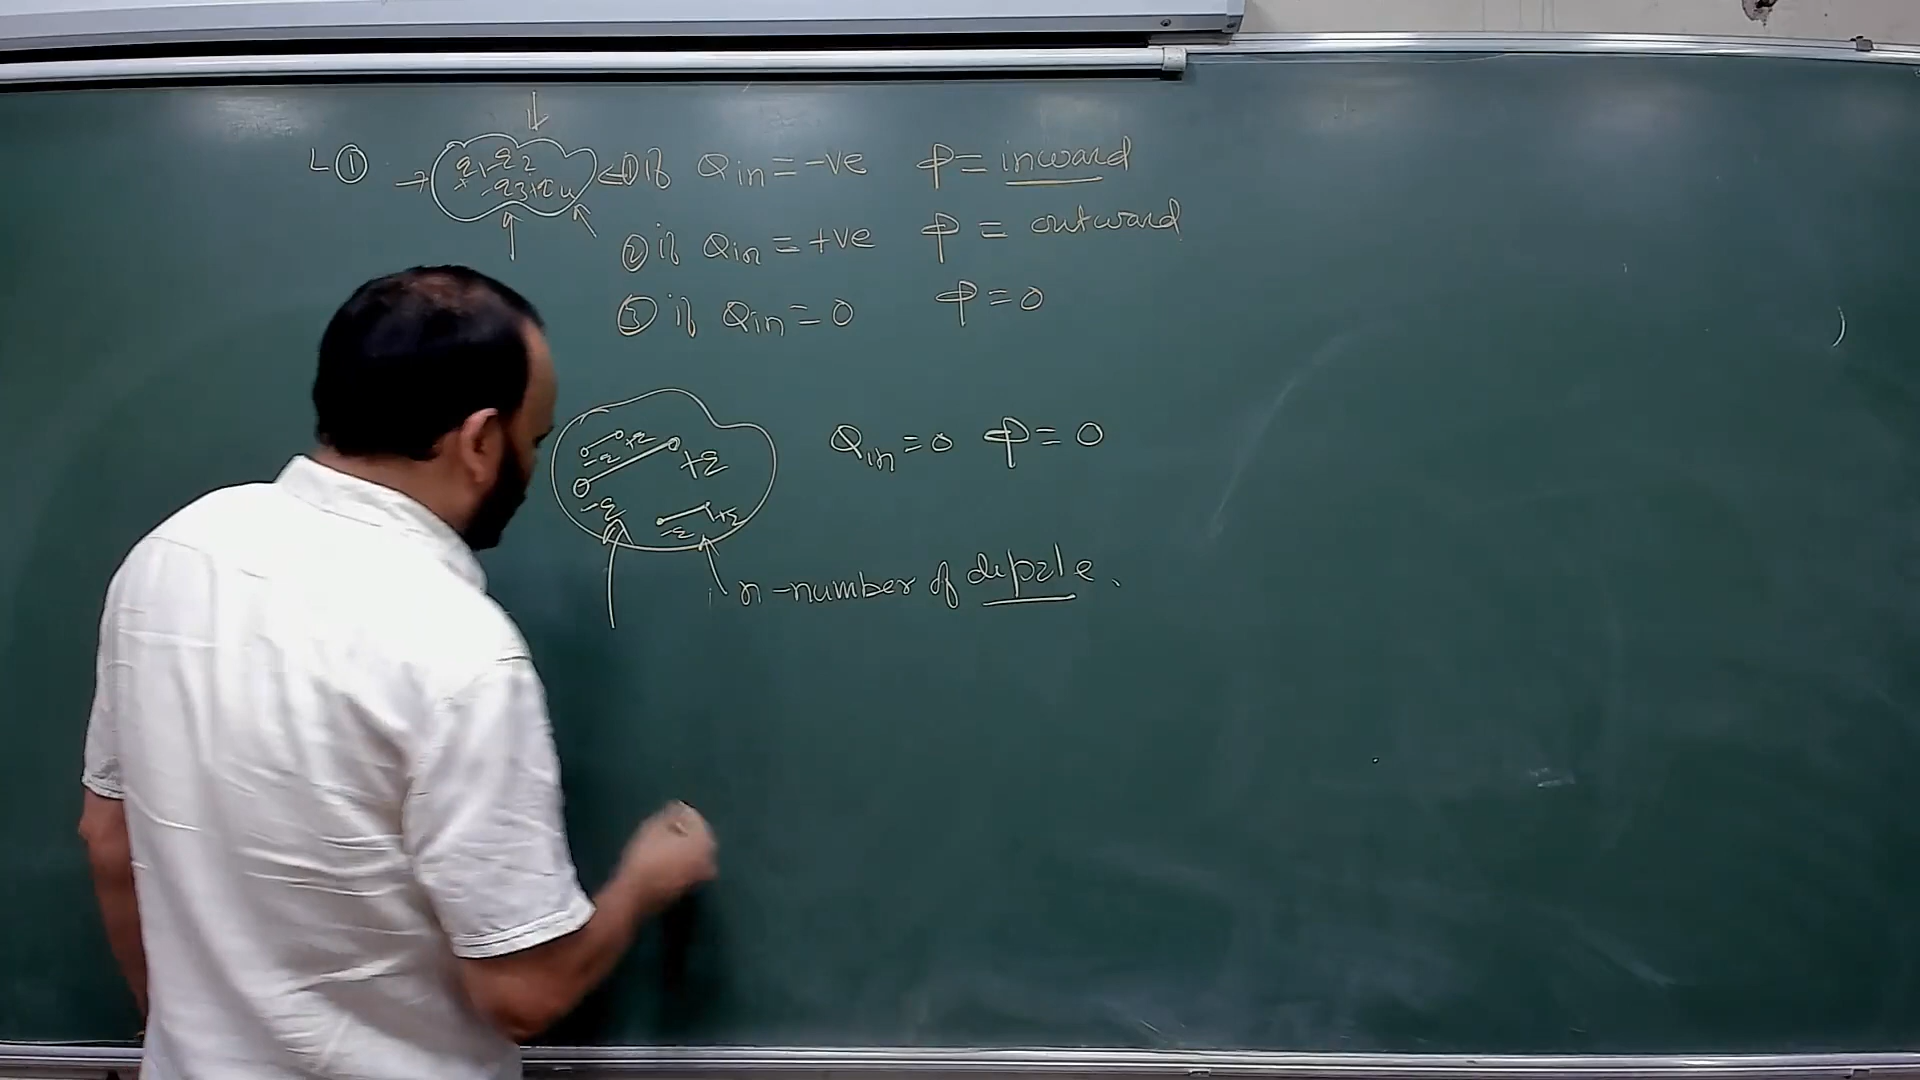 L ① q1 -q2 ① if Qin = -ve φ = inward
+ -q3 +q4
② if Qin = +ve φ = outward
③ if Qin = 0 φ = 0
+q
-q +q Qin = 0 φ = 0
-q +q
-q
n-number of dipole.